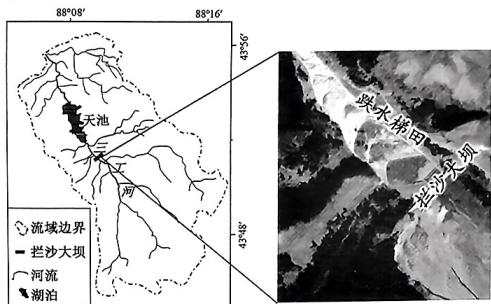 88°08′
88°16′
43°56′
天池
三
工
河
43°48′
流域边界
拦沙大坝
河流
湖泊
跌水梯田
拦沙大坝